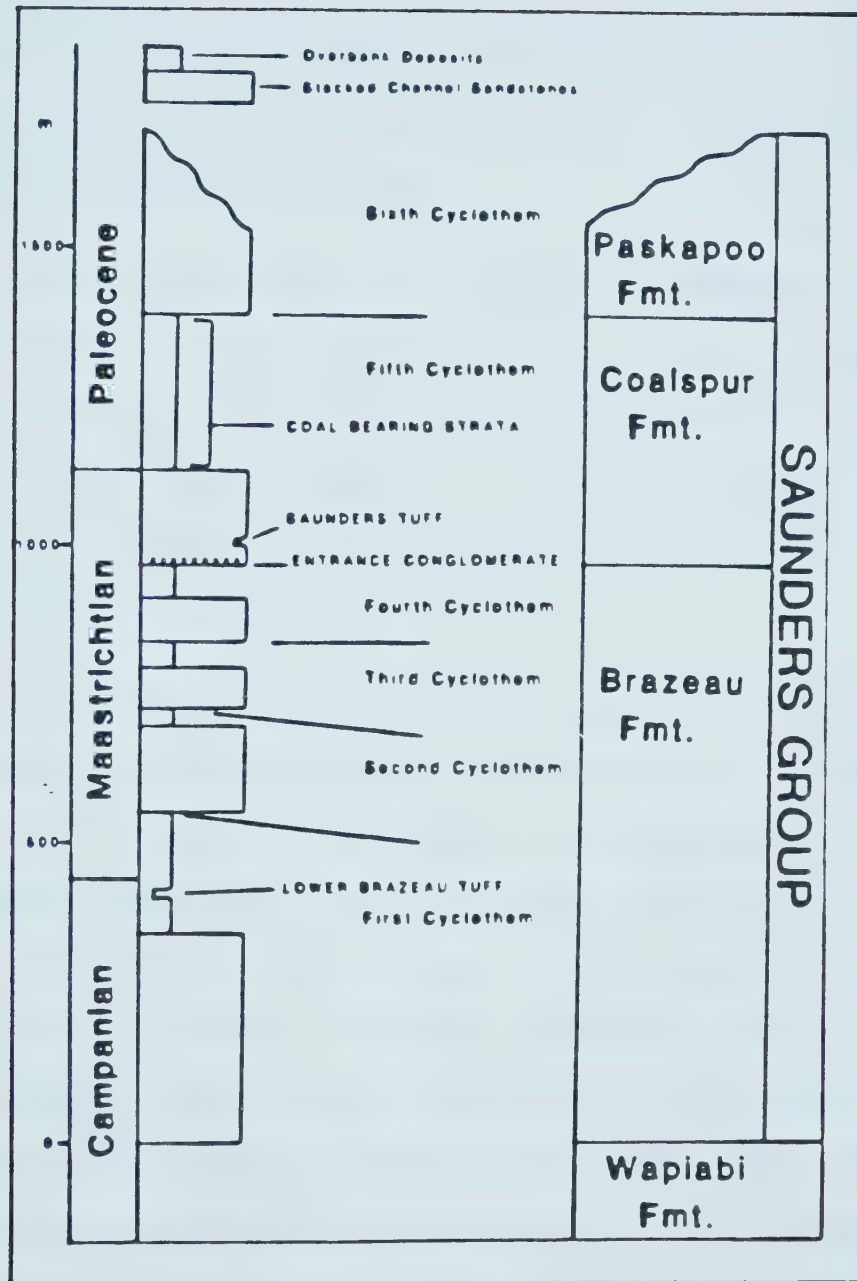 Overbank Deposits
Stacked Channel Sandstones
m
Sixth Cyclothem
1500
Paskapoo
Fmt.
Paleocene
Fifth Cyclothem
Coalspur
Fmt.
COAL BEARING STRATA
SAUNDERS GROUP
SAUNDERS TUFF
1000
ENTRANCE CONGLOMERATE
Fourth Cyclothem
Maastrichtian
Third Cyclothem
Brazeau
Fmt.
Second Cyclothem
500
LOWER BRAZEAU TUFF
First Cyclothem
Campanian
0
Wapiabi
Fmt.